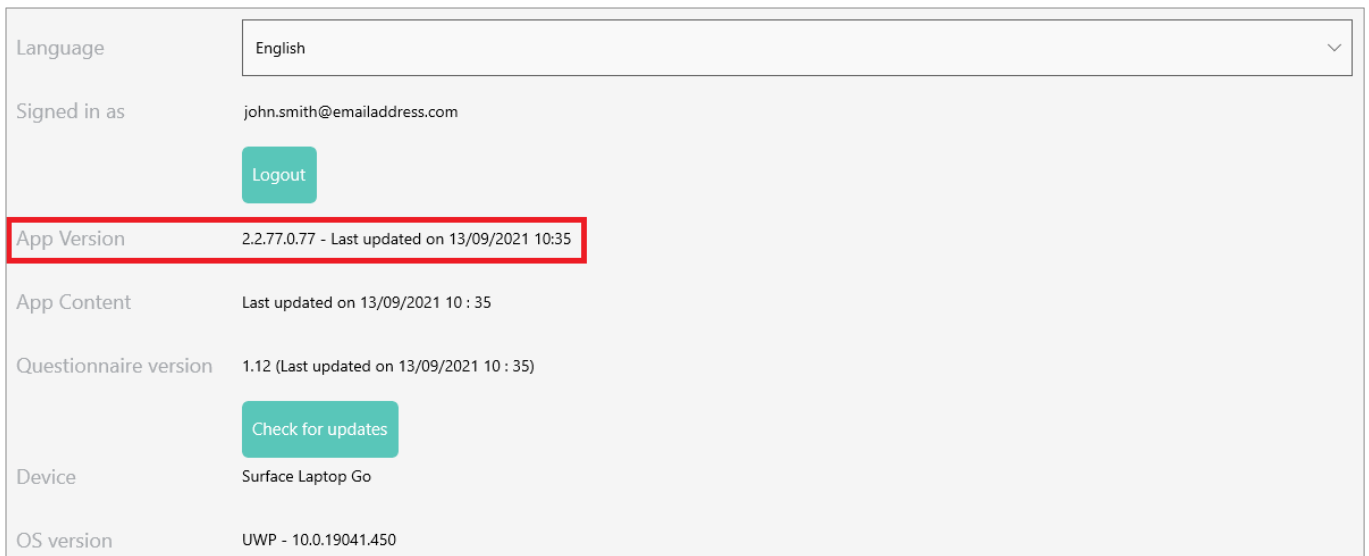 Language English
Signed in as john.smith@emailaddress.com
Logout
App Version 2.2.77.0.77 - Last updated on 13/09/2021 10:35
App Content Last updated on 13/09/2021 10 : 35
Questionnaire version 1.12 (Last updated on 13/09/2021 10 : 35)
Check for updates
Device Surface Laptop Go
OS version UWP - 10.0.19041.450